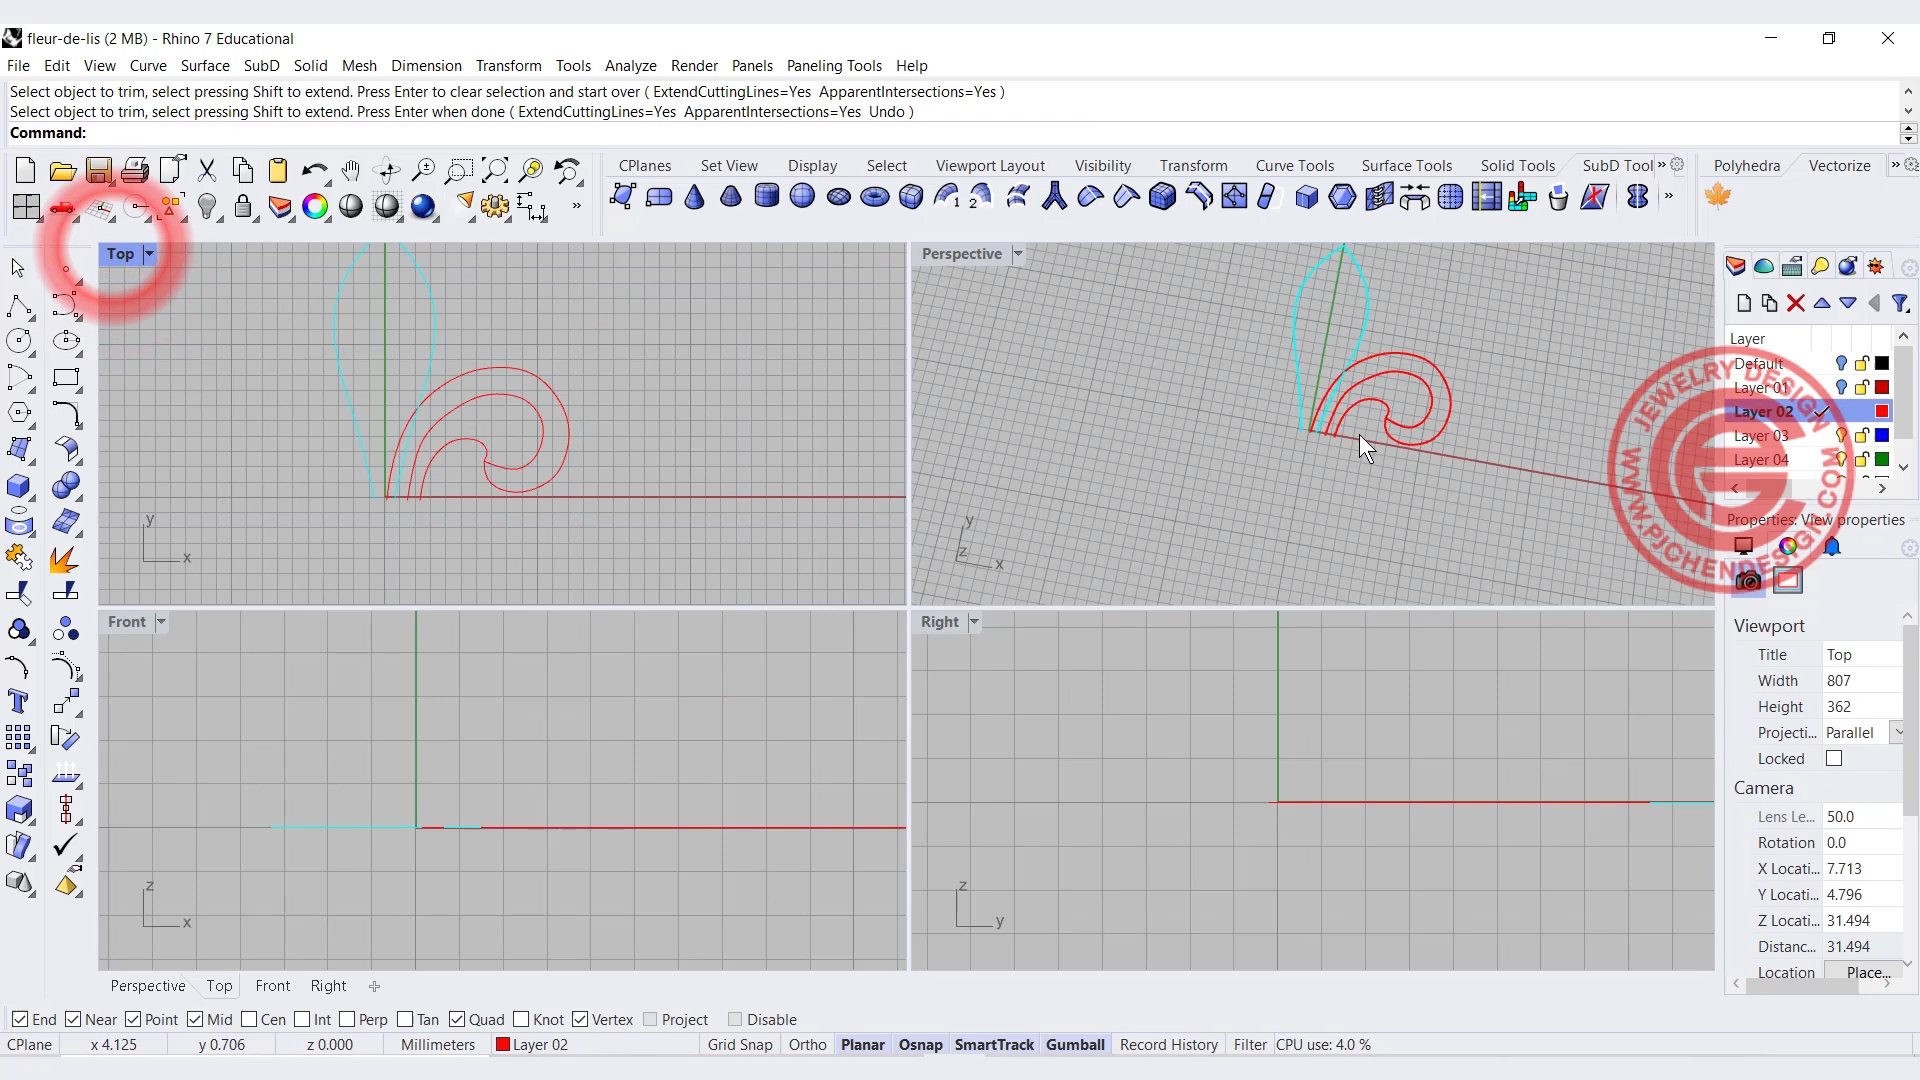 fleur-de-lis (2 MB) - Rhino 7 Educational
File Edit View Curve Surface SubD Solid Mesh Dimension Transform Tools Analyze Render Panels Paneling Tools Help
Select object to trim, select pressing Shift to extend. Press Enter to clear selection and start over ( ExtendCuttingLines=Yes ApparentIntersections=Yes )
Select object to trim, select pressing Shift to extend. Press Enter when done ( ExtendCuttingLines=Yes ApparentIntersections=Yes Undo )
Command:
CPlanes Set View Display Select Viewport Layout Visibility Transform Curve Tools Surface Tools Solid Tools SubD Tool » Polyhedra Vectorize »
Top
Perspective
y
x
y
z
x
Front
Right
z
x
z
y
Layer
Default
Layer 01
Layer 02
Layer 03
Layer 04
JEWELRY DESIGN
WWW.PJCHENDESIGN.COM
Properties: View properties
Viewport
Title Top
Width 807
Height 362
Projecti... Parallel
Locked
Camera
Lens Le... 50.0
Rotation 0.0
X Locati... 7.713
Y Locati... 4.796
Z Locati... 31.494
Distanc... 31.494
Location Place...
Perspective Top Front Right
End Near Point Mid Cen Int Perp Tan Quad Knot Vertex Project Disable
CPlane x 4.125 y 0.706 z 0.000 Millimeters Layer 02 Grid Snap Ortho Planar Osnap SmartTrack Gumball Record History Filter CPU use: 4.0 %